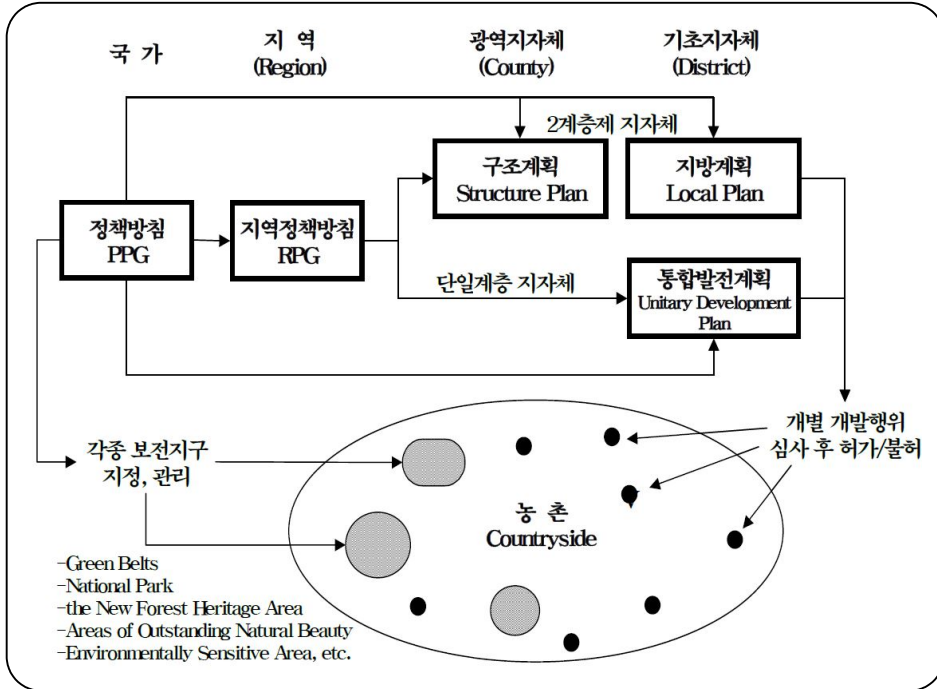 국 가
지 역
(Region)
광역지자체
(County)
기초지자체
(District)
2계층제 지자체
구조계획
Structure Plan
지방계획
Local Plan
정책방침
PPG
지역정책방침
RPG
단일계층 지자체
통합발전계획
Unitary Development
Plan
각종 보전지구
지정, 관리
개별 개발행위
심사 후 허가/불허
농 촌
Countryside
-Green Belts
-National Park
-the New Forest Heritage Area
-Areas of Outstanding Natural Beauty
-Environmentally Sensitive Area, etc.